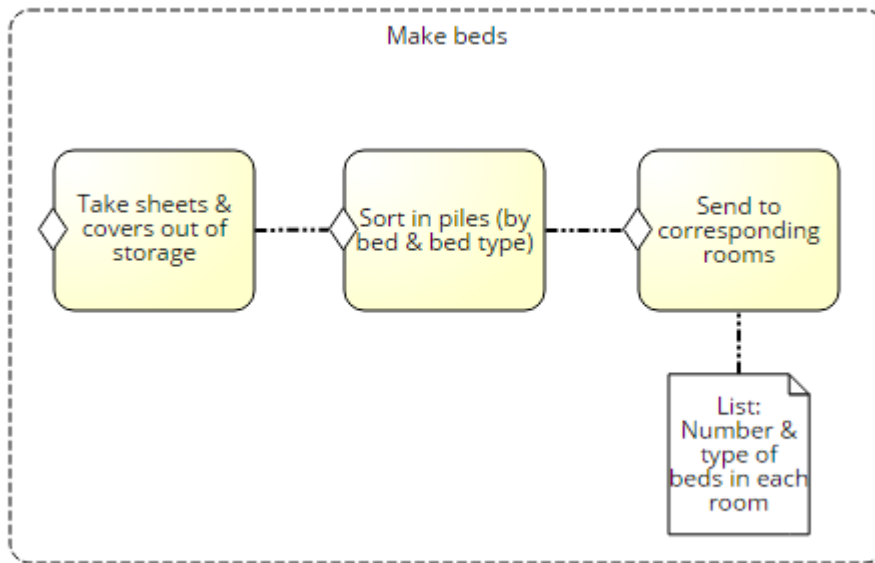 Make beds
Take sheets &
covers out of
storage
Sort in piles (by
bed & bed type)
Send to
corresponding
rooms
List:
Number &
type of
beds in each
room